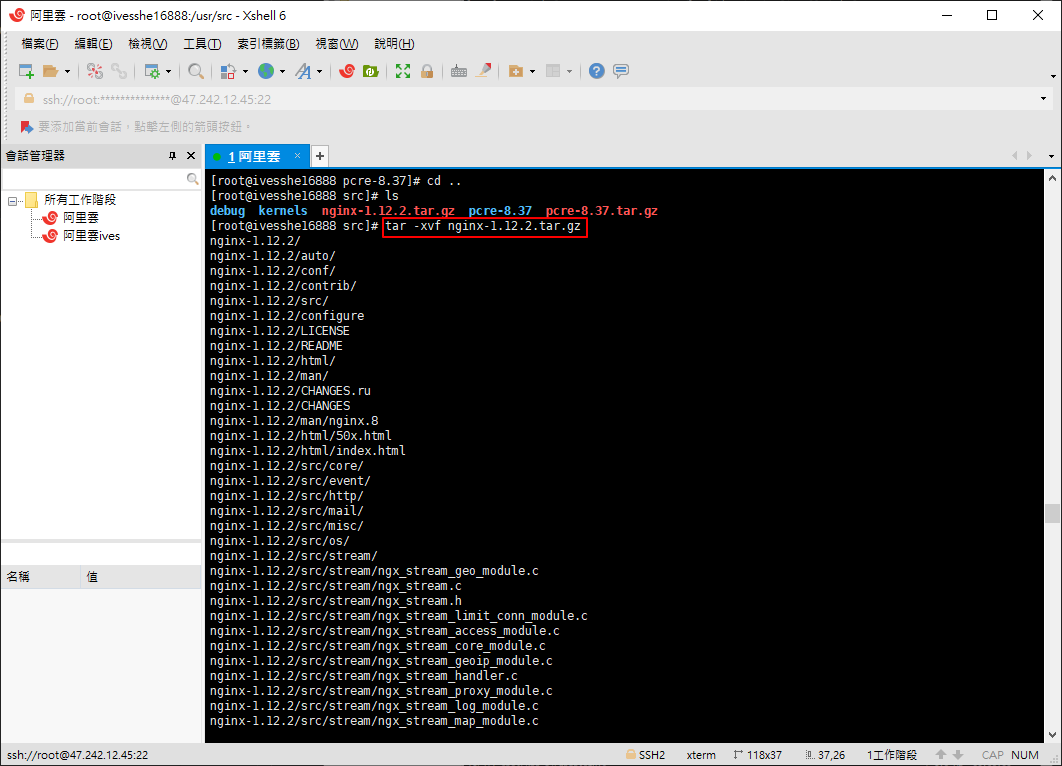 阿里雲 - root@ivesshe16888:/usr/src - Xshell 6
檔案(F) 編輯(E) 檢視(V) 工具(T) 索引標籤(B) 視窗(W) 說明(H)
ssh://root:**************@47.242.12.45:22
要添加當前會話，點擊左側的箭頭按鈕。
會話管理器
所有工作階段
阿里雲
阿里雲ives
名稱 值
1 阿里雲
[root@ivesshe16888 pcre-8.37]# cd ..
[root@ivesshe16888 src]# ls
debug kernels nginx-1.12.2.tar.gz pcre-8.37 pcre-8.37.tar.gz
[root@ivesshe16888 src]# tar -xvf nginx-1.12.2.tar.gz
nginx-1.12.2/
nginx-1.12.2/auto/
nginx-1.12.2/conf/
nginx-1.12.2/contrib/
nginx-1.12.2/src/
nginx-1.12.2/configure
nginx-1.12.2/LICENSE
nginx-1.12.2/README
nginx-1.12.2/html/
nginx-1.12.2/man/
nginx-1.12.2/CHANGES.ru
nginx-1.12.2/CHANGES
nginx-1.12.2/man/nginx.8
nginx-1.12.2/html/50x.html
nginx-1.12.2/html/index.html
nginx-1.12.2/src/core/
nginx-1.12.2/src/event/
nginx-1.12.2/src/http/
nginx-1.12.2/src/mail/
nginx-1.12.2/src/misc/
nginx-1.12.2/src/os/
nginx-1.12.2/src/stream/
nginx-1.12.2/src/stream/ngx_stream_geo_module.c
nginx-1.12.2/src/stream/ngx_stream.c
nginx-1.12.2/src/stream/ngx_stream.h
nginx-1.12.2/src/stream/ngx_stream_limit_conn_module.c
nginx-1.12.2/src/stream/ngx_stream_access_module.c
nginx-1.12.2/src/stream/ngx_stream_core_module.c
nginx-1.12.2/src/stream/ngx_stream_geoip_module.c
nginx-1.12.2/src/stream/ngx_stream_handler.c
nginx-1.12.2/src/stream/ngx_stream_proxy_module.c
nginx-1.12.2/src/stream/ngx_stream_log_module.c
nginx-1.12.2/src/stream/ngx_stream_map_module.c
ssh://root@47.242.12.45:22 SSH2 xterm 118x37 37,26 1工作階段 CAP NUM